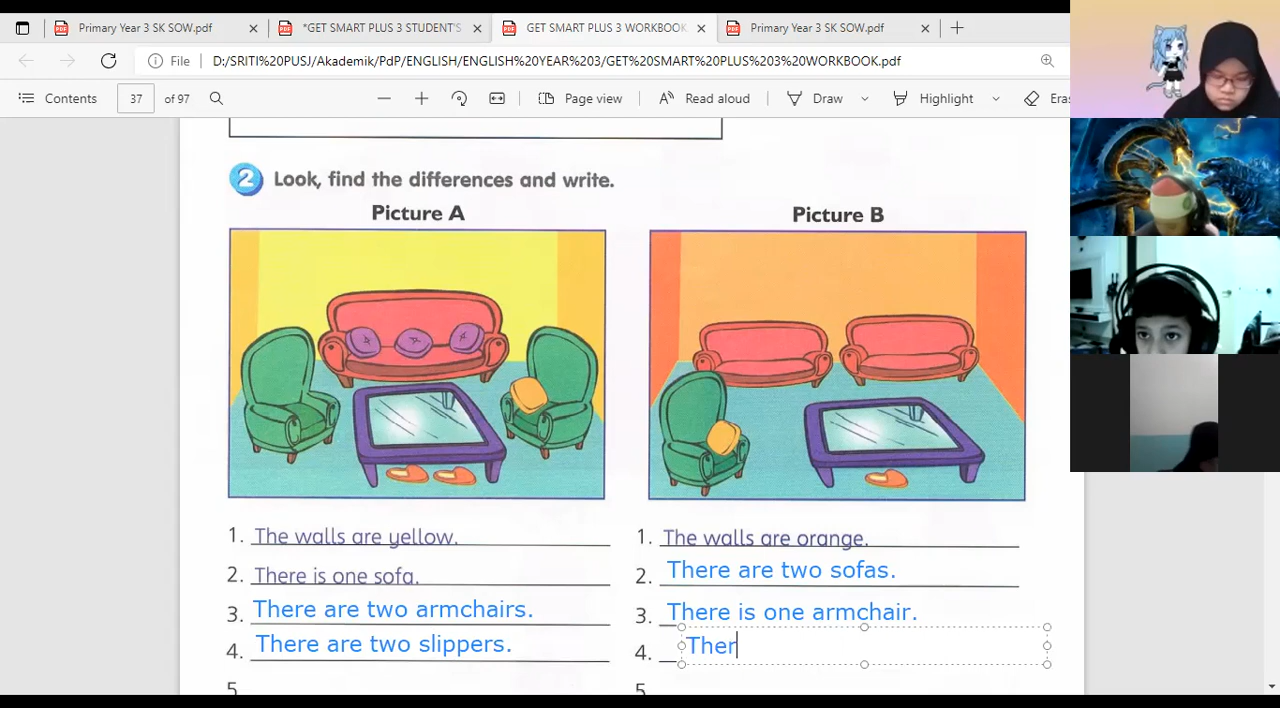 Primary Year 3 SK SOW.pdf
*GET SMART PLUS 3 STUDENT'S
GET SMART PLUS 3 WORKBOOK
Primary Year 3 SK SOW.pdf
File
D:/SRITI%20PUSJ/Akademik/PdP/ENGLISH/ENGLISH%20YEAR%203/GET%20SMART%20PLUS%203%20WORKBOOK.pdf
Contents
37 of 97
Page view
Read aloud
Draw
Highlight
Eras
2 Look, find the differences and write.
Picture A
Picture B
1. The walls are yellow.
2. There is one sofa.
3. There are two armchairs.
4. There are two slippers.
5
1. The walls are orange.
2. There are two sofas.
3. There is one armchair.
4. Ther
5